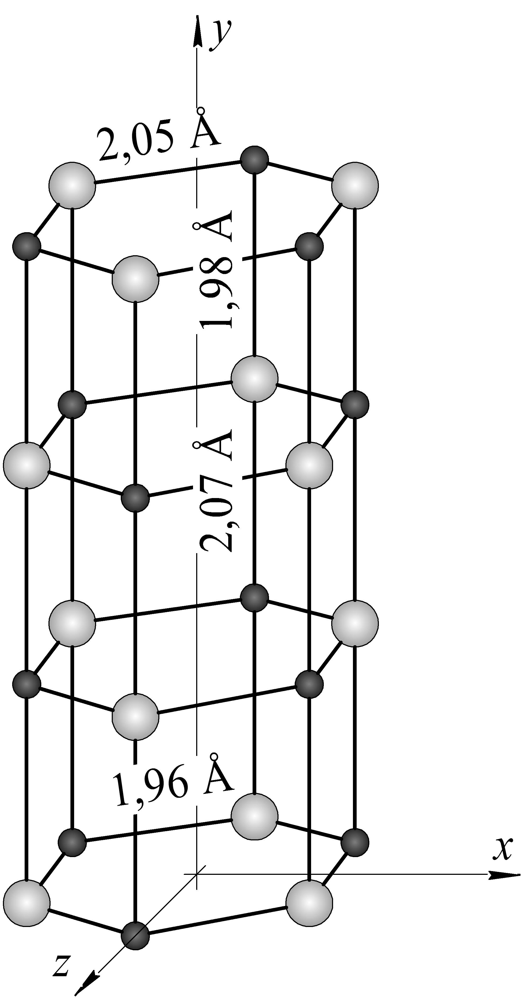 y
2,05 Å
1,98 Å
2,07 Å
1,96 Å
x
z